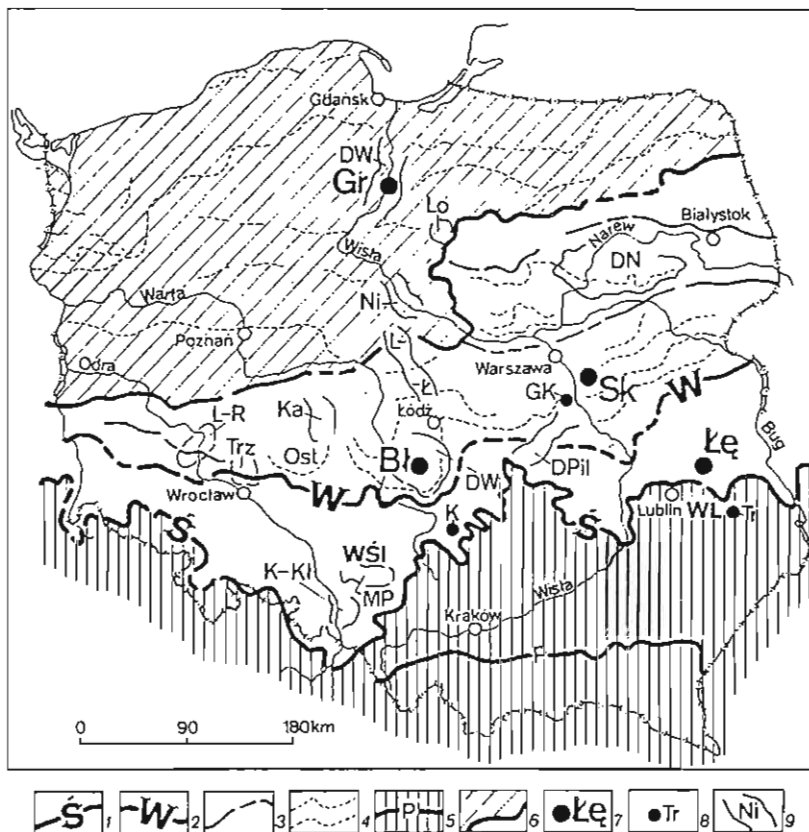 Gdańsk
DW
Gr
Ło
Białystok
Narew
DN
Wisła
Ni
Warta
Poznań
L-
Warszawa
Odra
Ł
GK
Sk
W
L-R
Ka
Łódź
Bug
Trz
Ost
Bł
Łę
DW
DPil
Wrocław
W
K
Ś
Lublin
WŁ
Tr
Ś
WŚl
K-Kł
MP
Wisła
Kraków
0 90 180km
Ś 1 W 2 3 4 P 5 6 Łę 7 Tr 8 Ni 9